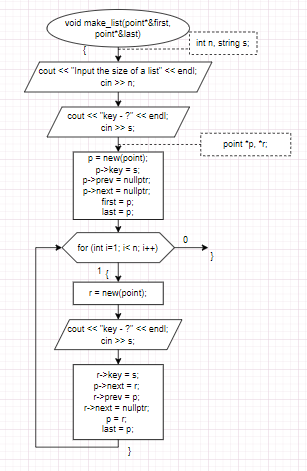 void make_list(point*&first,
point*&last)
{
int n, string s;
cout << "Input the size of a list" << endl;
cin >> n;
cout << "key - ?" << endl;
cin >> s;
point *p, *r;
p = new(point);
p->key = s;
p->prev = nullptr;
p->next = nullptr;
first = p;
last = p;
for (int i=1; i< n; i++)
0
}
1 {
r = new(point);
cout << "key - ?" << endl;
cin >> s;
r->key = s;
p->next = r;
r->prev = p;
r->next = nullptr;
p = r;
last = p;
}